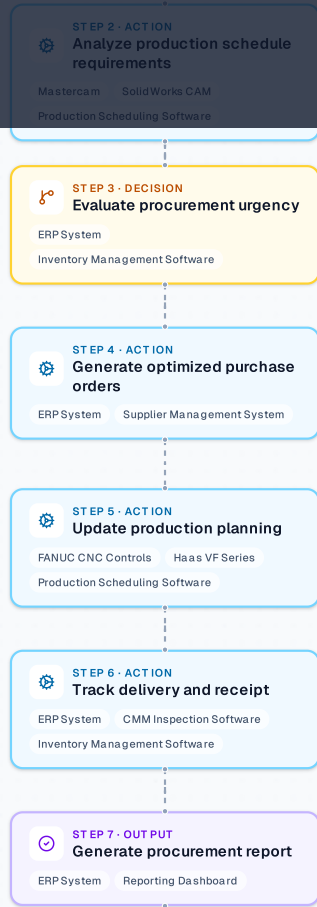 STEP 2 · ACTION
Analyze production schedule
requirements
Mastercam SolidWorks CAM
Production Scheduling Software
STEP 3 · DECISION
Evaluate procurement urgency
ERP System
Inventory Management Software
STEP 4 · ACTION
Generate optimized purchase
orders
ERP System Supplier Management System
STEP 5 · ACTION
Update production planning
FANUC CNC Controls Haas VF Series
Production Scheduling Software
STEP 6 · ACTION
Track delivery and receipt
ERP System CMM Inspection Software
Inventory Management Software
STEP 7 · OUTPUT
Generate procurement report
ERP System Reporting Dashboard